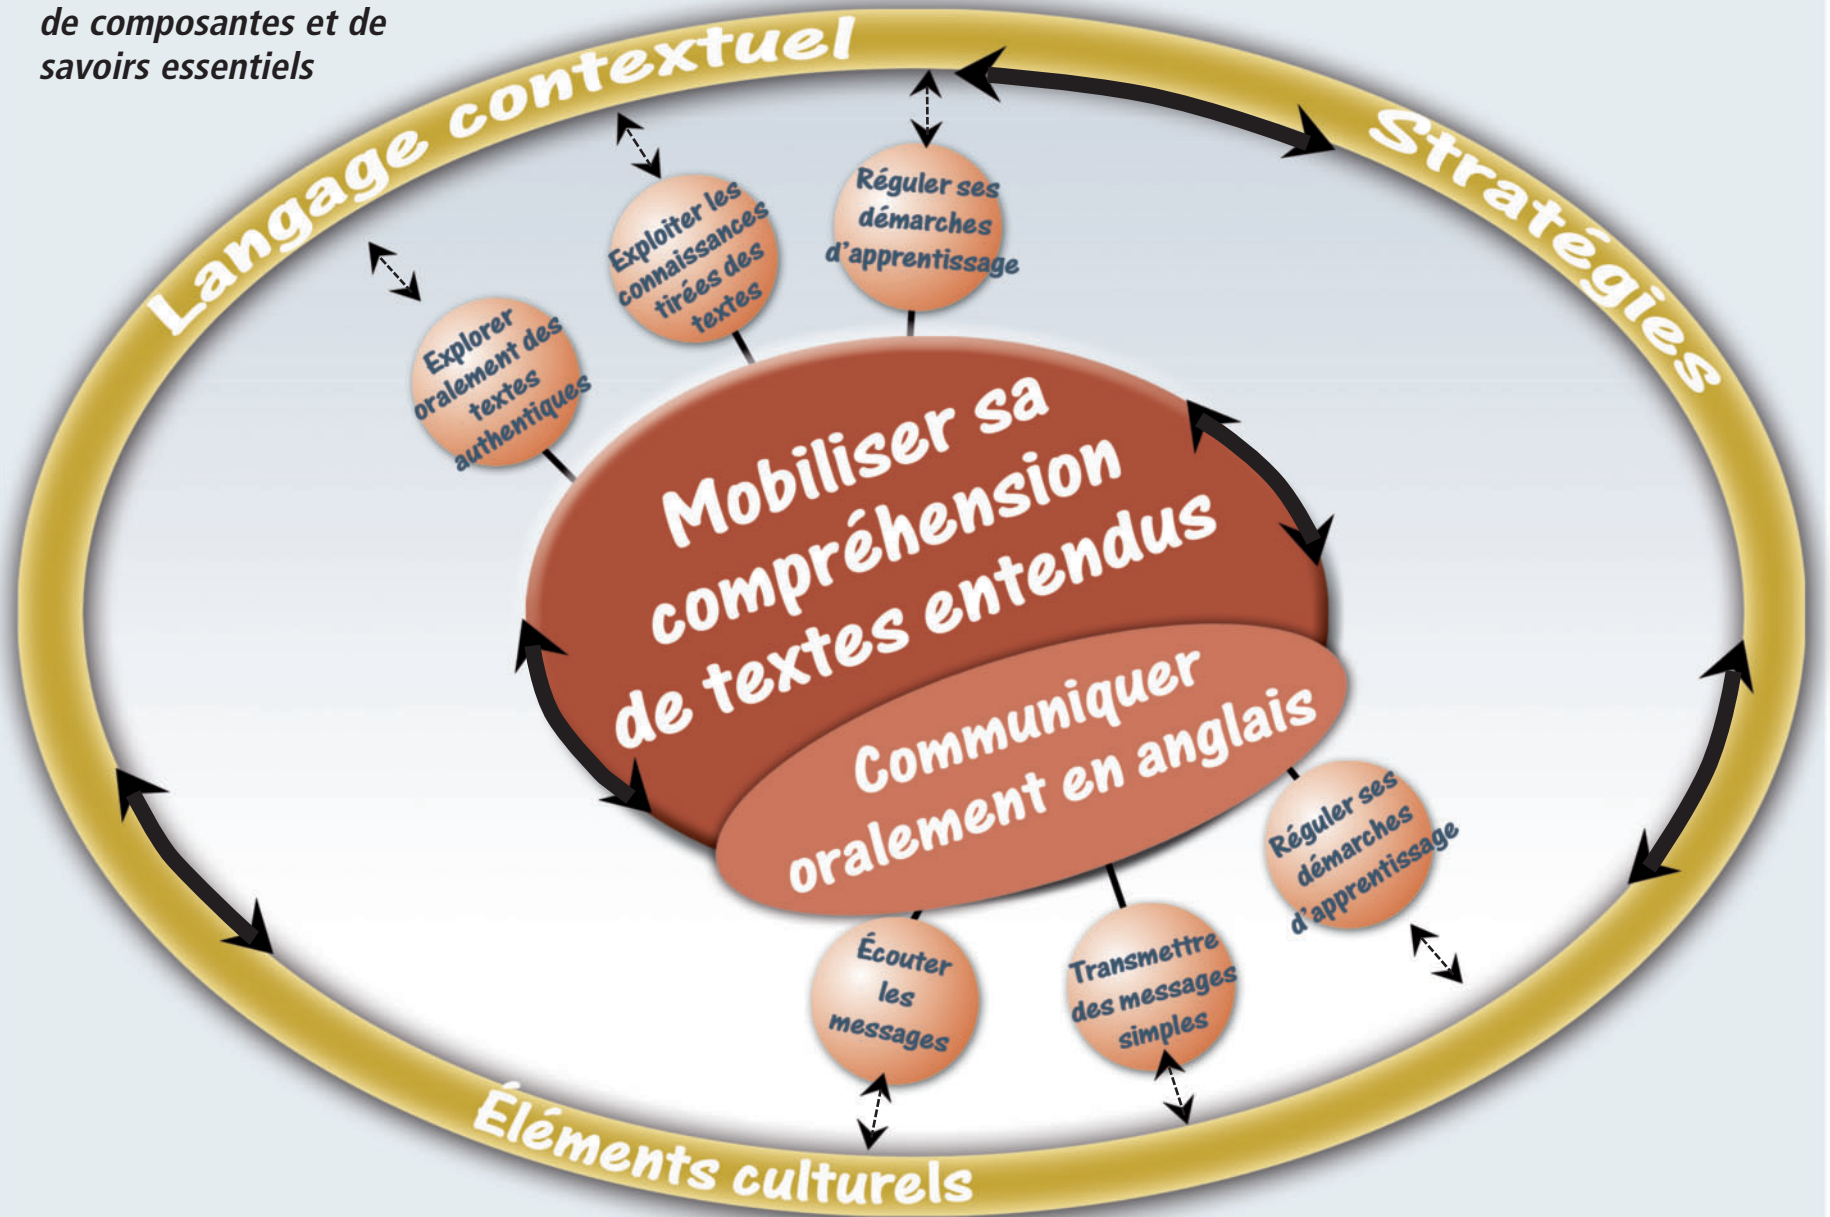 de composantes et de
savoirs essentiels
Langage contextuel
Stratégies
Réguler ses
démarches
d'apprentissage
Exploiter les
connaissances
tirées des
textes
Explorer
oralement des
textes
authentiques
Mobiliser sa
compréhension
de textes entendus
Communiquer
oralement en anglais
Réguler ses
démarches
d'apprentissage
Écouter
les
messages
Transmettre
des messages
simples
Éléments culturels